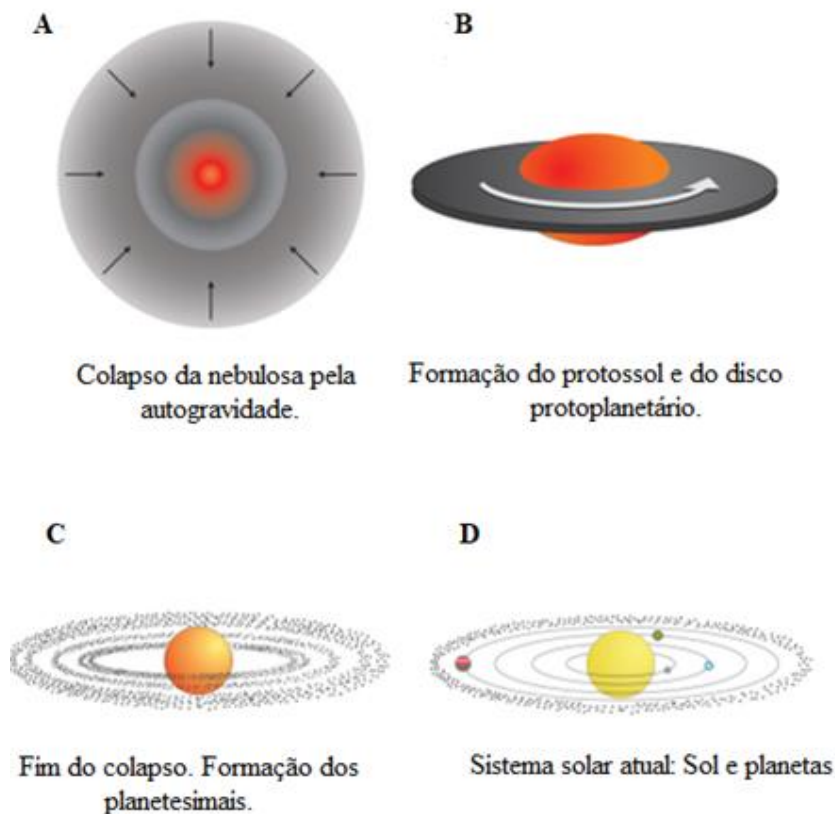 A
B
Colapso da nebulosa pela
autogravidade.
Formação do protossol e do disco
protoplanetário.
C
D
Fim do colapso. Formação dos
planetesimais.
Sistema solar atual: Sol e planetas